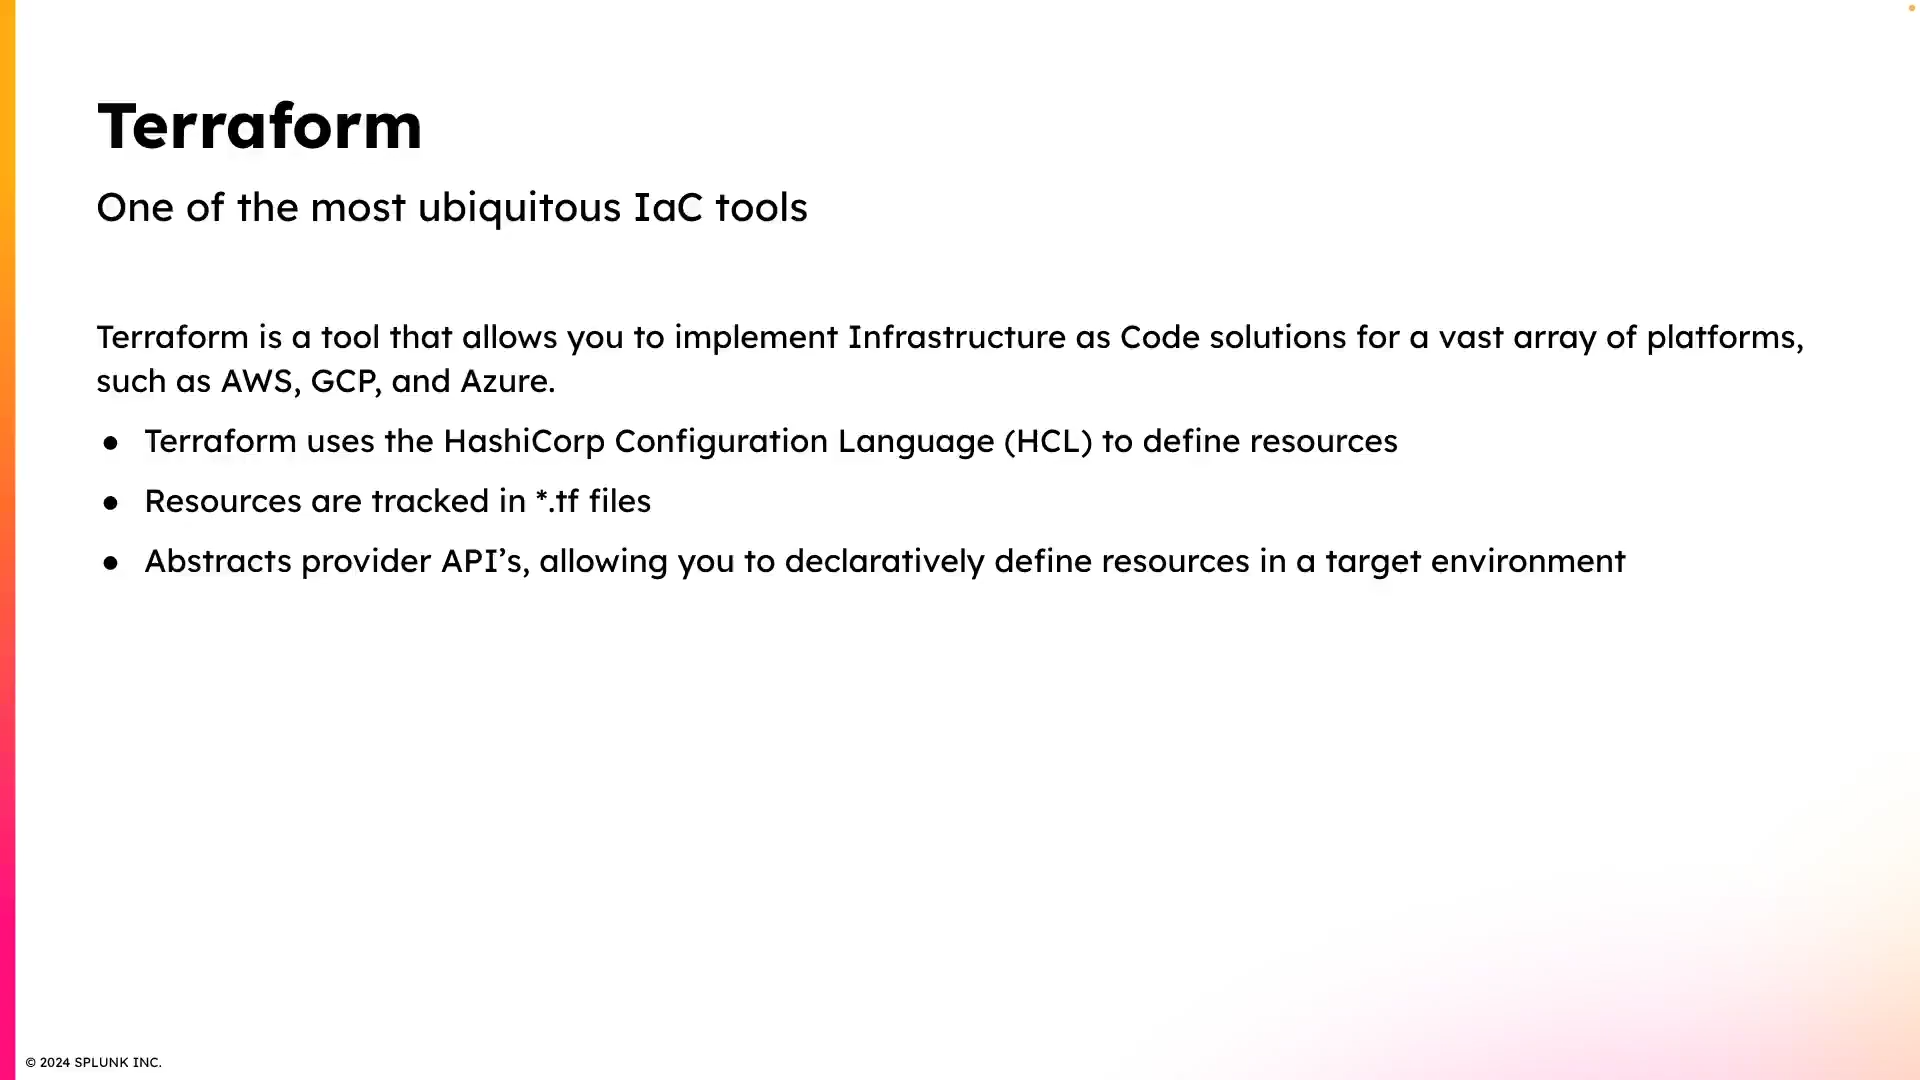 Terraform
One of the most ubiquitous IaC tools
Terraform is a tool that allows you to implement Infrastructure as Code solutions for a vast array of platforms,
such as AWS, GCP, and Azure.
● Terraform uses the HashiCorp Configuration Language (HCL) to define resources
● Resources are tracked in *.tf files
● Abstracts provider API’s, allowing you to declaratively define resources in a target environment
© 2024 SPLUNK INC.